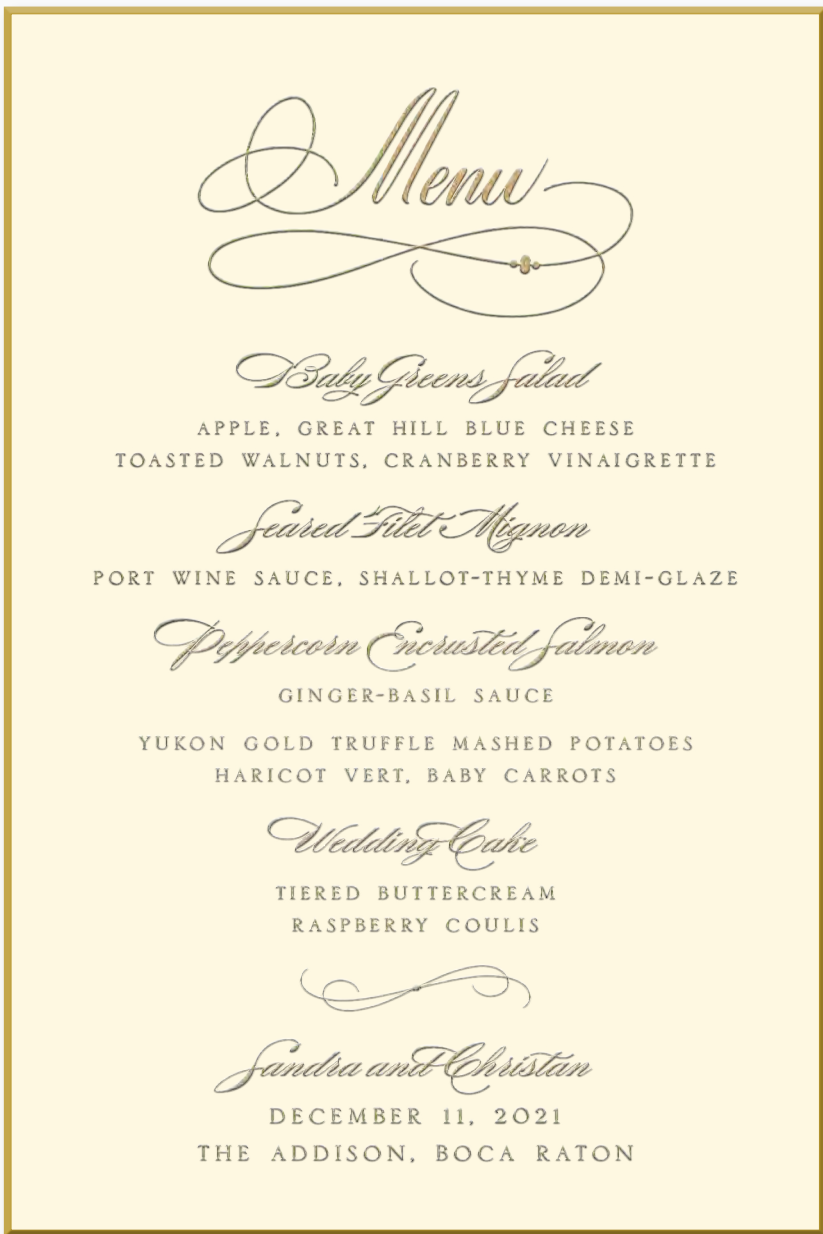 Menu
Baby Greens Salad
APPLE, GREAT HILL BLUE CHEESE
TOASTED WALNUTS, CRANBERRY VINAIGRETTE
Seared Filet Mignon
PORT WINE SAUCE, SHALLOT-THYME DEMI-GLAZE
Peppercorn Encrusted Salmon
GINGER-BASIL SAUCE
YUKON GOLD TRUFFLE MASHED POTATOES
HARICOT VERT, BABY CARROTS
Wedding Cake
TIERED BUTTERCREAM
RASPBERRY COULIS
Sandra and Christan
DECEMBER 11, 2021
THE ADDISON, BOCA RATON